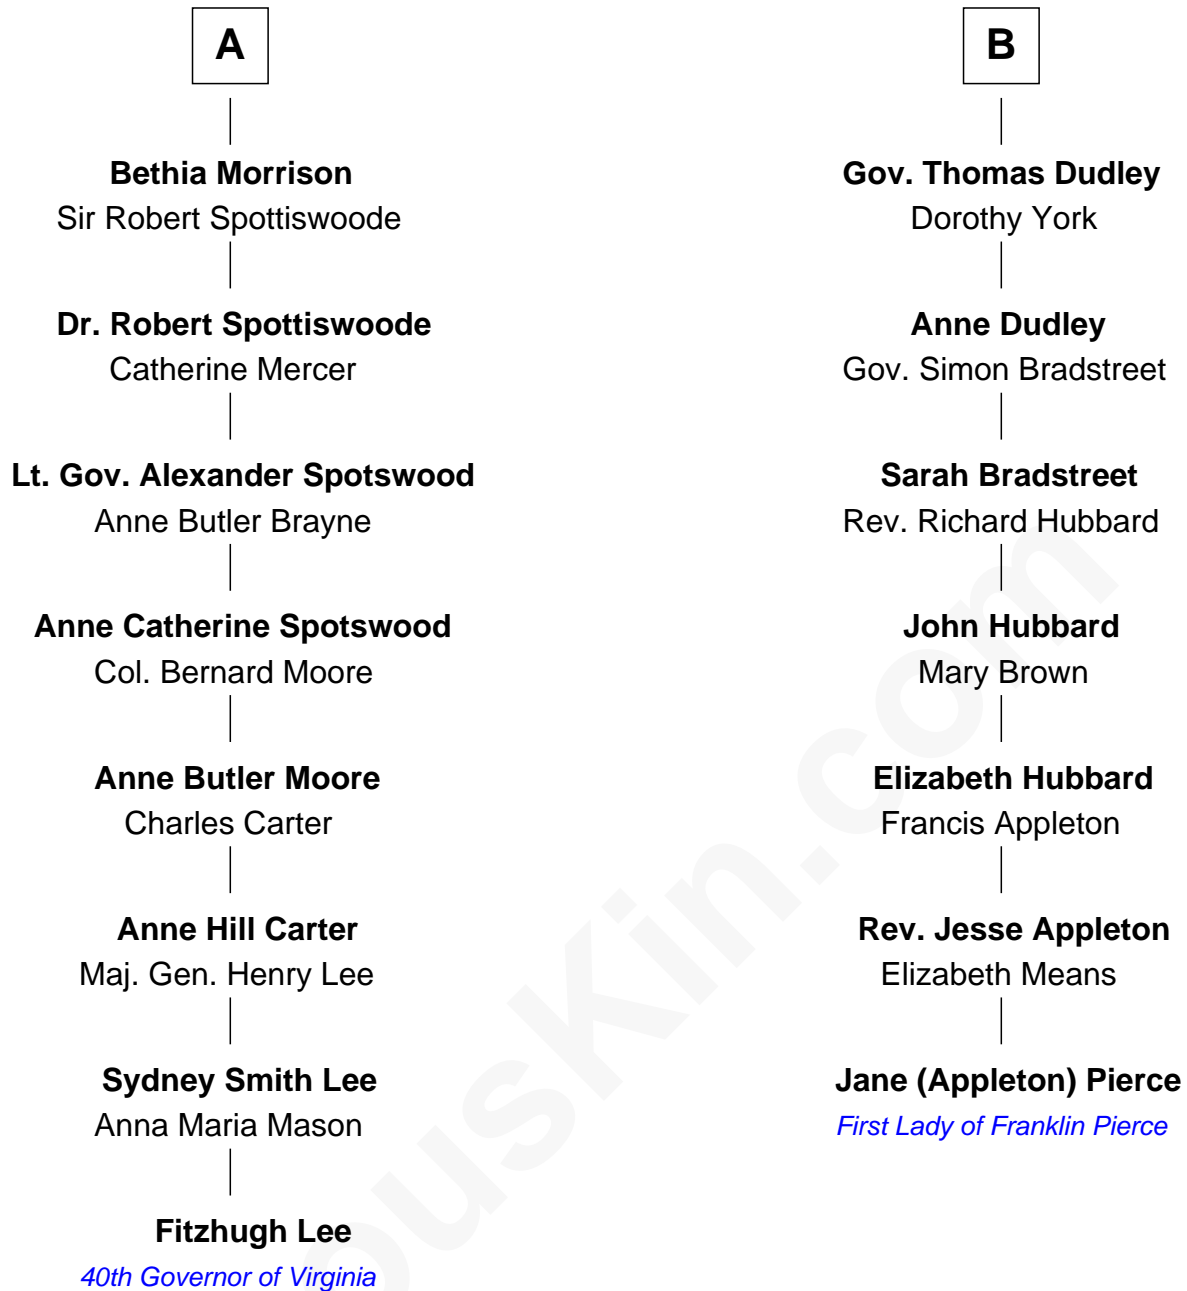 A
Bethia Morrison
Sir Robert Spottiswoode
Dr. Robert Spottiswoode
Catherine Mercer
Lt. Gov. Alexander Spotswood
Anne Butler Brayne
Anne Catherine Spotswood
Col. Bernard Moore
Anne Butler Moore
Charles Carter
Anne Hill Carter
Maj. Gen. Henry Lee
Sydney Smith Lee
Anna Maria Mason
Fitzhugh Lee
40th Governor of Virginia
B
Gov. Thomas Dudley
Dorothy York
Anne Dudley
Gov. Simon Bradstreet
Sarah Bradstreet
Rev. Richard Hubbard
John Hubbard
Mary Brown
Elizabeth Hubbard
Francis Appleton
Rev. Jesse Appleton
Elizabeth Means
Jane (Appleton) Pierce
First Lady of Franklin Pierce
ousKin.com